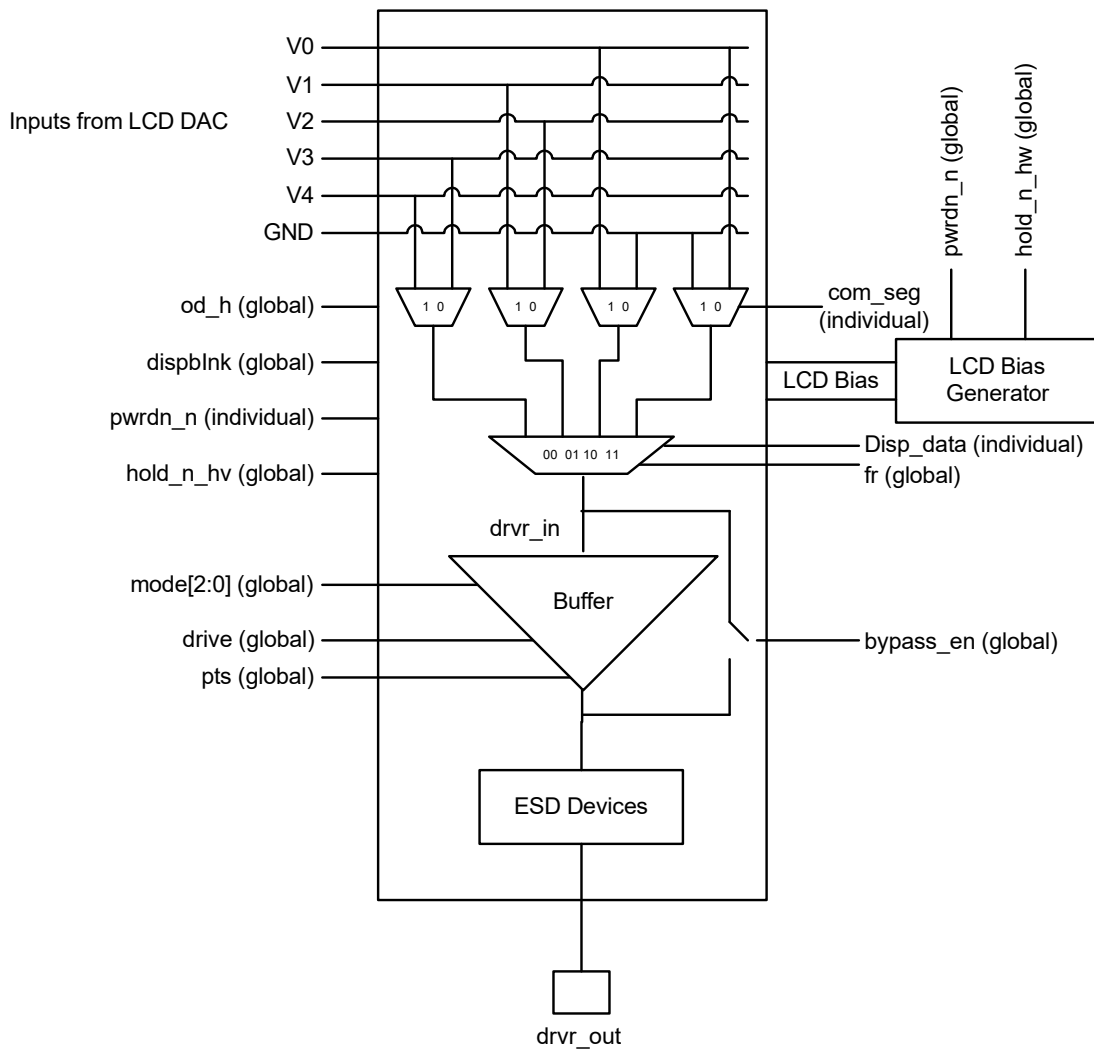 V0
V1
Inputs from LCD DAC
V2
V3
V4
GND
pwrdn_n (global)
hold_n_hw (global)
od_h (global)
1 0
1 0
1 0
1 0
com_seg
(individual)
dispblnk (global)
LCD Bias
LCD Bias
Generator
pwrdn_n (individual)
00 01 10 11
Disp_data (individual)
hold_n_hv (global)
fr (global)
drvr_in
mode[2:0] (global)
Buffer
drive (global)
bypass_en (global)
pts (global)
ESD Devices
drvr_out